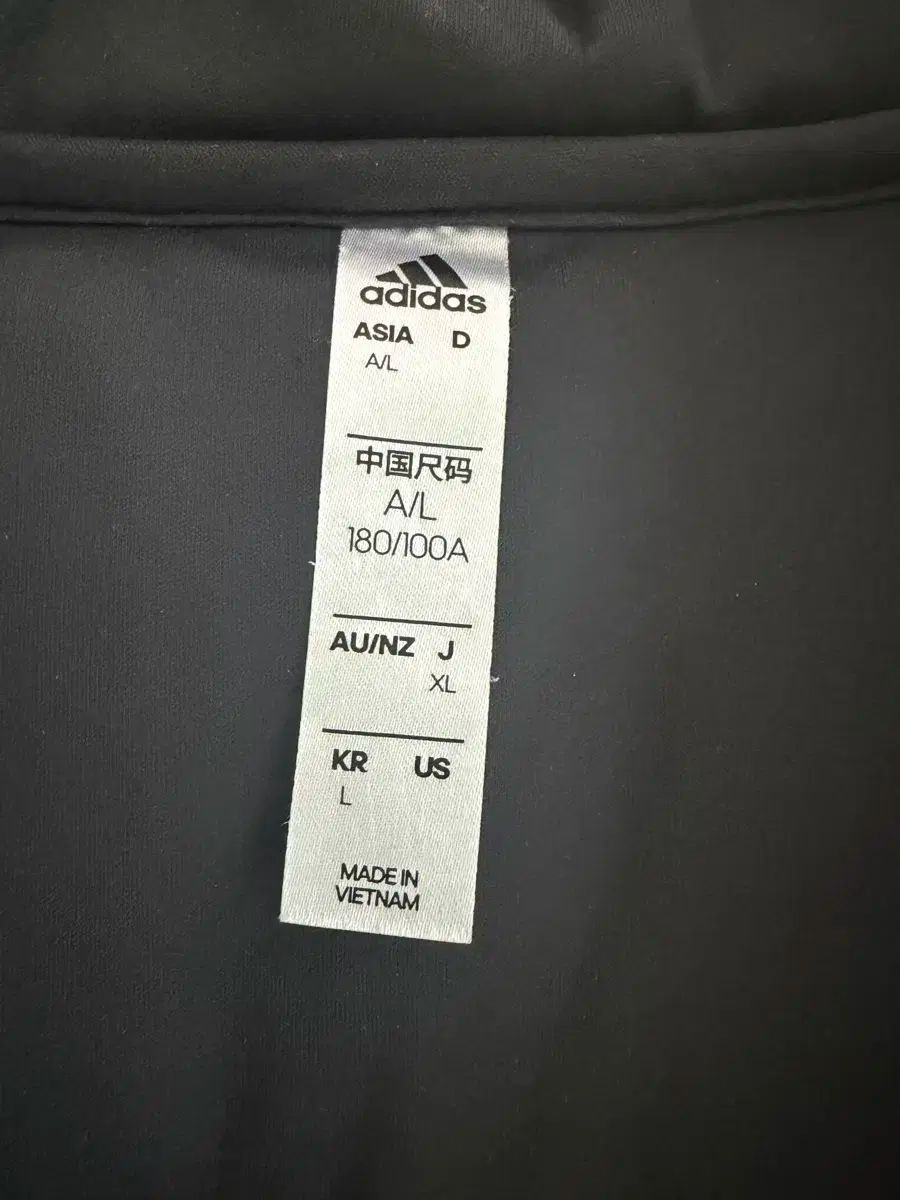 adidas
ASIA D
A/L
中国尺码
A/L
180/100A
AU/NZ J
XL
KR US
L
MADE IN
VIETNAM